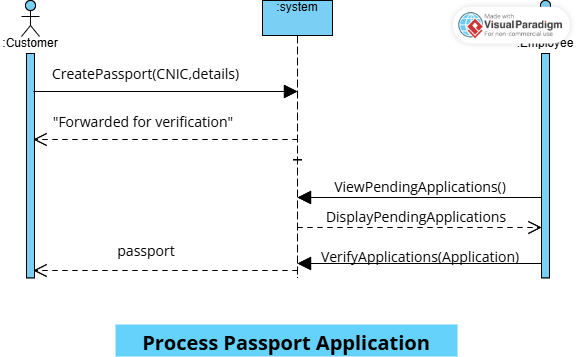 :system
Made with
Visual Paradigm
For non-commercial use
:Customer
:Employee
CreatePassport(CNIC,details)
"Forwarded for verification"
ViewPendingApplications()
DisplayPendingApplications
passport
VerifyApplications(Application)
Process Passport Application